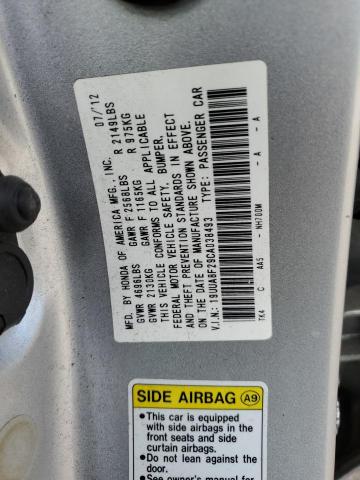 MFD. BY HONDA OF AMERICA MFG., INC. 07/12
GVWR 4696LBS GAWR F 2568LBS R 2149LBS
GVWR 2130KG GAWR F 1165KG R 975KG
THIS VEHICLE CONFORMS TO ALL APPLICABLE
FEDERAL MOTOR VEHICLE SAFETY, BUMPER,
AND THEFT PREVENTION STANDARDS IN EFFECT
ON THE DATE OF MANUFACTURE SHOWN ABOVE.
V.I.N.: 19UUA8F29CA038493 TYPE: PASSENGER CAR
TK4 C AA5 - NH700M - A - A
SIDE AIRBAG A9
•This car is equipped
with side airbags in the
front seats and side
curtain airbags.
•Do not lean against the
door.
•See owner's manual for